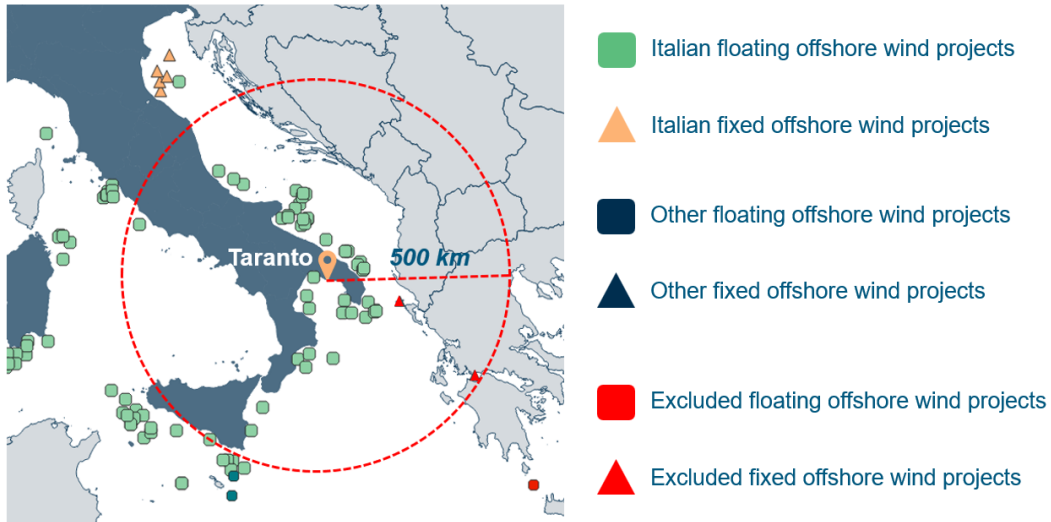 Taranto
500 km
Italian floating offshore wind projects
Italian fixed offshore wind projects
Other floating offshore wind projects
Other fixed offshore wind projects
Excluded floating offshore wind projects
Excluded fixed offshore wind projects